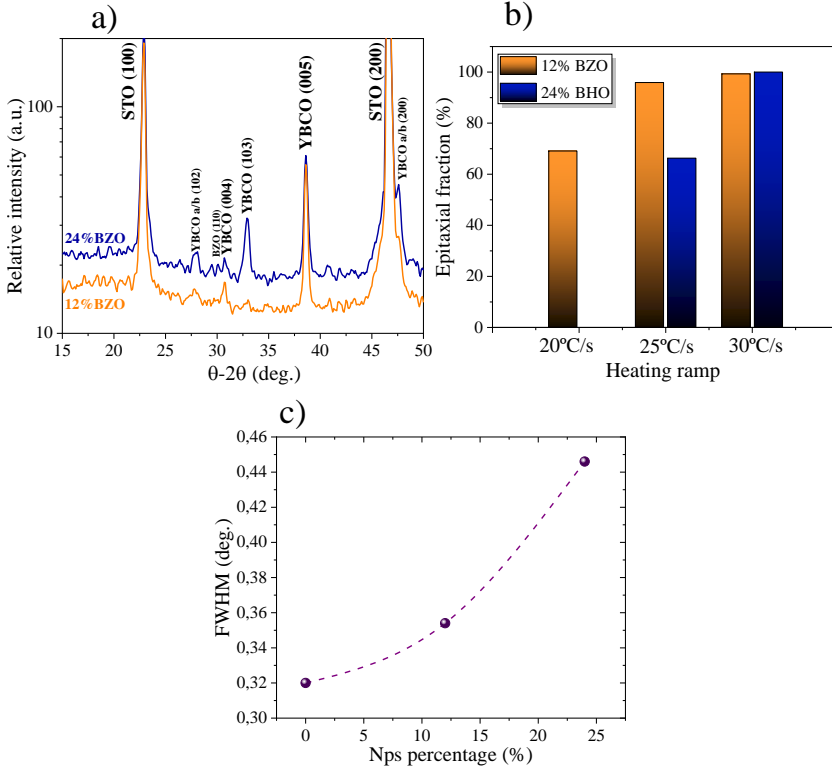 a)
Relative intensity (a.u.)
100
10
STO (100)
YBCO a/b (102)
BZO (110)
YBCO (004)
YBCO (103)
YBCO (005)
STO (200)
YBCO a/b (200)
24%BZO
12%BZO
15 20 25 30 35 40 45 50
θ-2θ (deg.)
b)
Epitaxial fraction (%)
100
80
60
40
20
0
12% BZO
24% BHO
20ºC/s 25ºC/s 30ºC/s
Heating ramp
c)
FWHM (deg.)
0,46
0,44
0,42
0,40
0,38
0,36
0,34
0,32
0,30
0 5 10 15 20 25
Nps percentage (%)